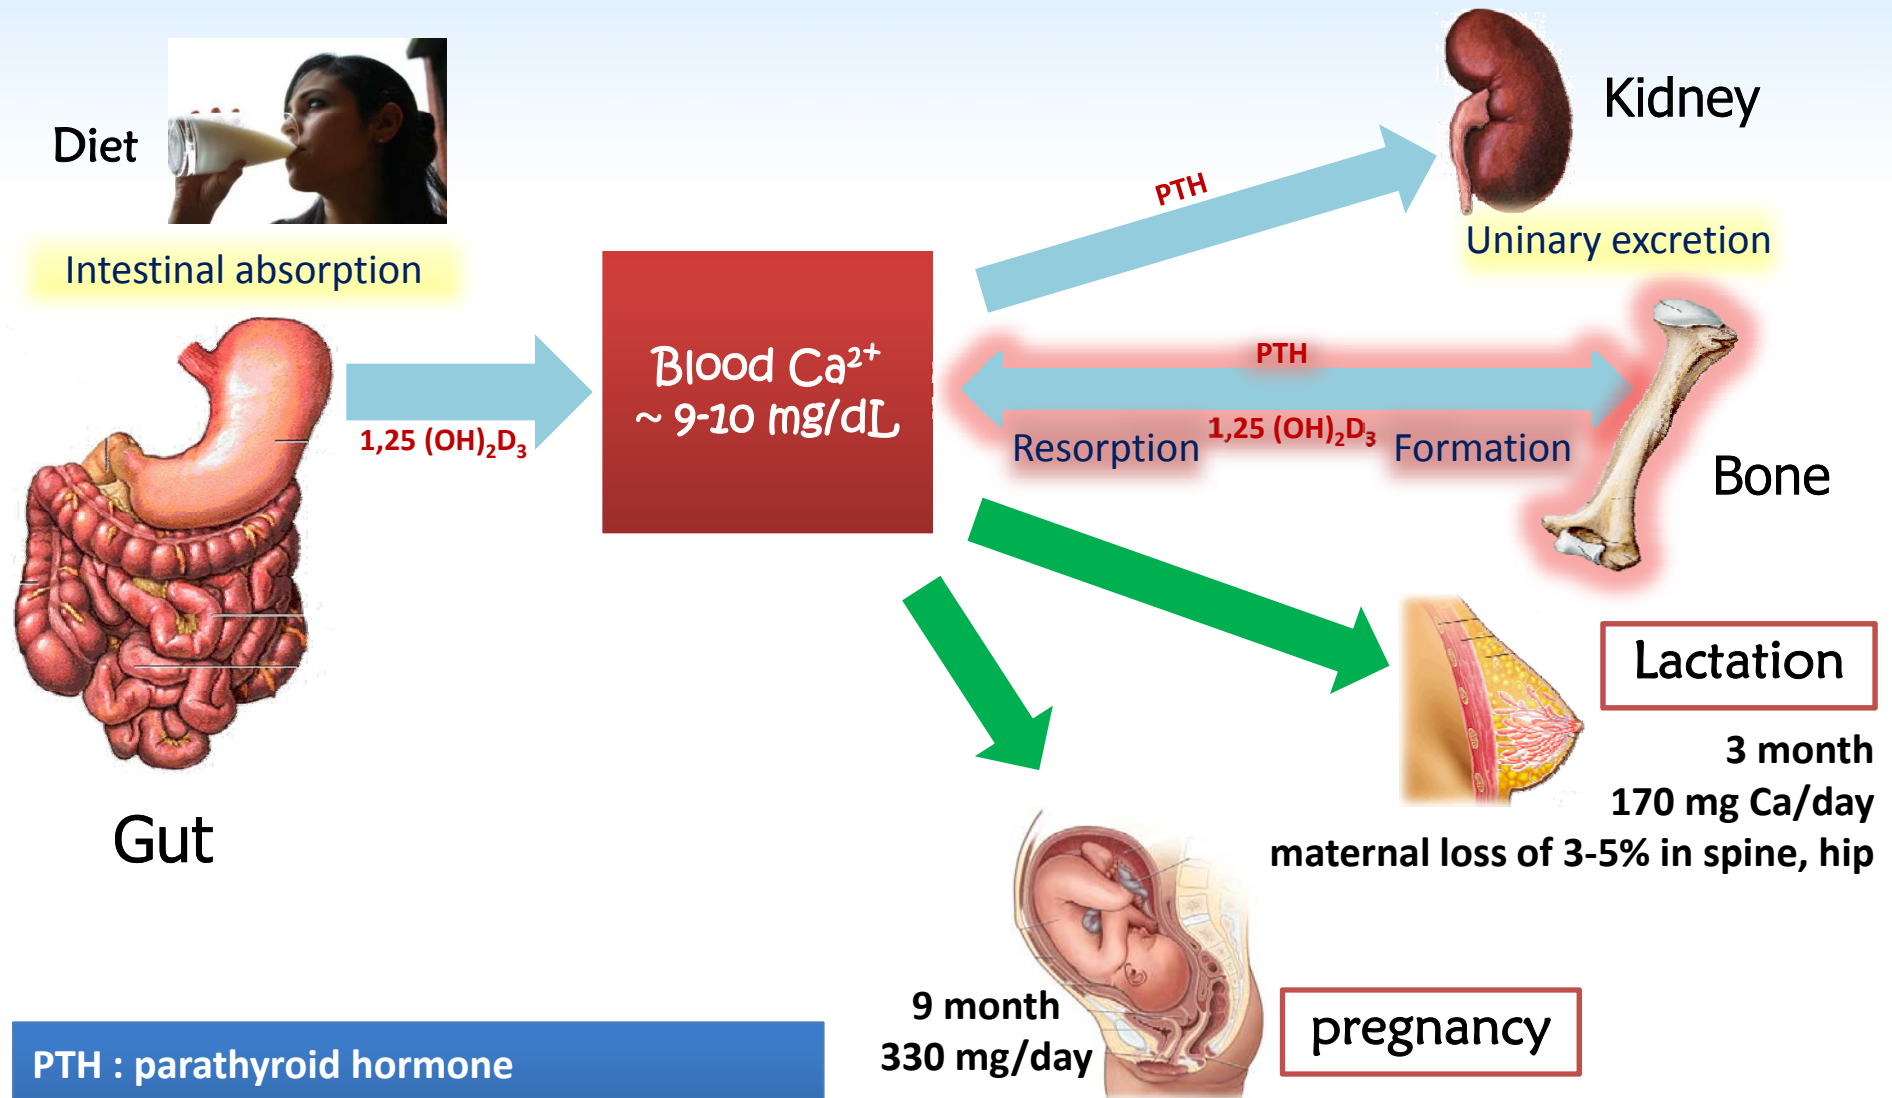 Diet
Intestinal absorption
1,25 (OH)₂D₃
Gut
Blood Ca²⁺
~ 9-10 mg/dL
PTH
Kidney
Uninary excretion
PTH
Resorption 1,25 (OH)₂D₃ Formation
Bone
Lactation
3 month
170 mg Ca/day
maternal loss of 3-5% in spine, hip
9 month
330 mg/day
pregnancy
PTH : parathyroid hormone